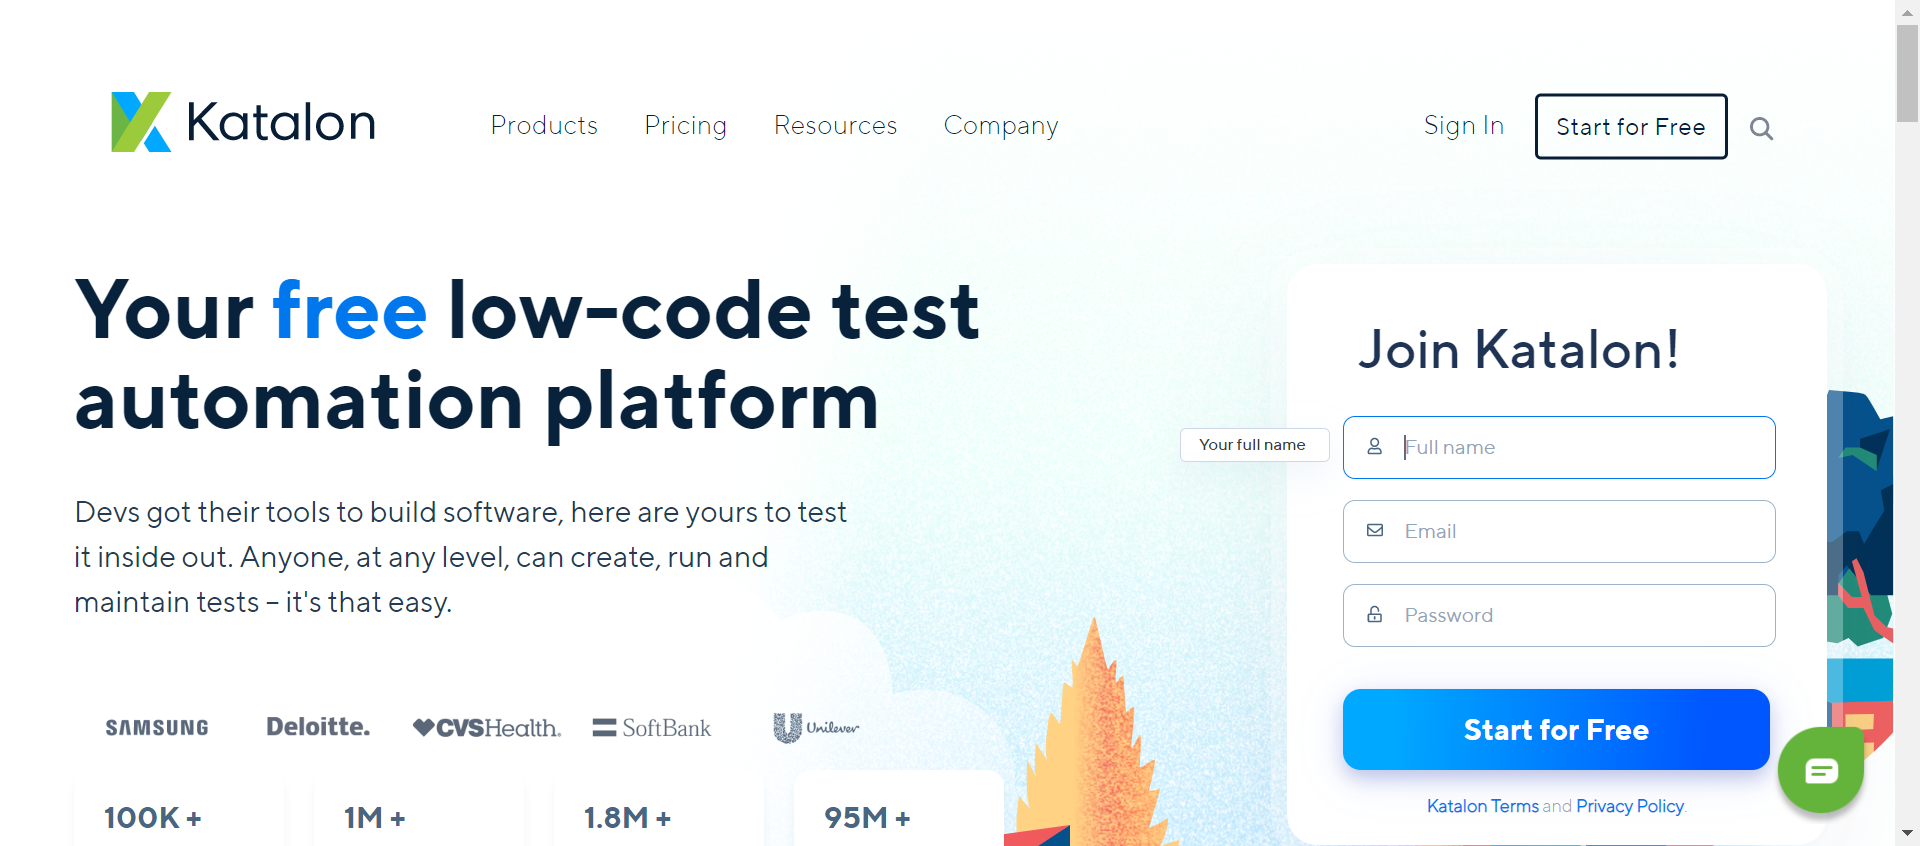 Katalon
Products
Pricing
Resources
Company
Sign In
Start for Free
Your free low-code test
automation platform
Devs got their tools to build software, here are yours to test
it inside out. Anyone, at any level, can create, run and
maintain tests – it's that easy.
SAMSUNG
Deloitte.
CVSHealth.
SoftBank
Unilever
100K +
1M +
1.8M +
95M +
Join Katalon!
Your full name
Full name
Email
Password
Start for Free
Katalon Terms and Privacy Policy.